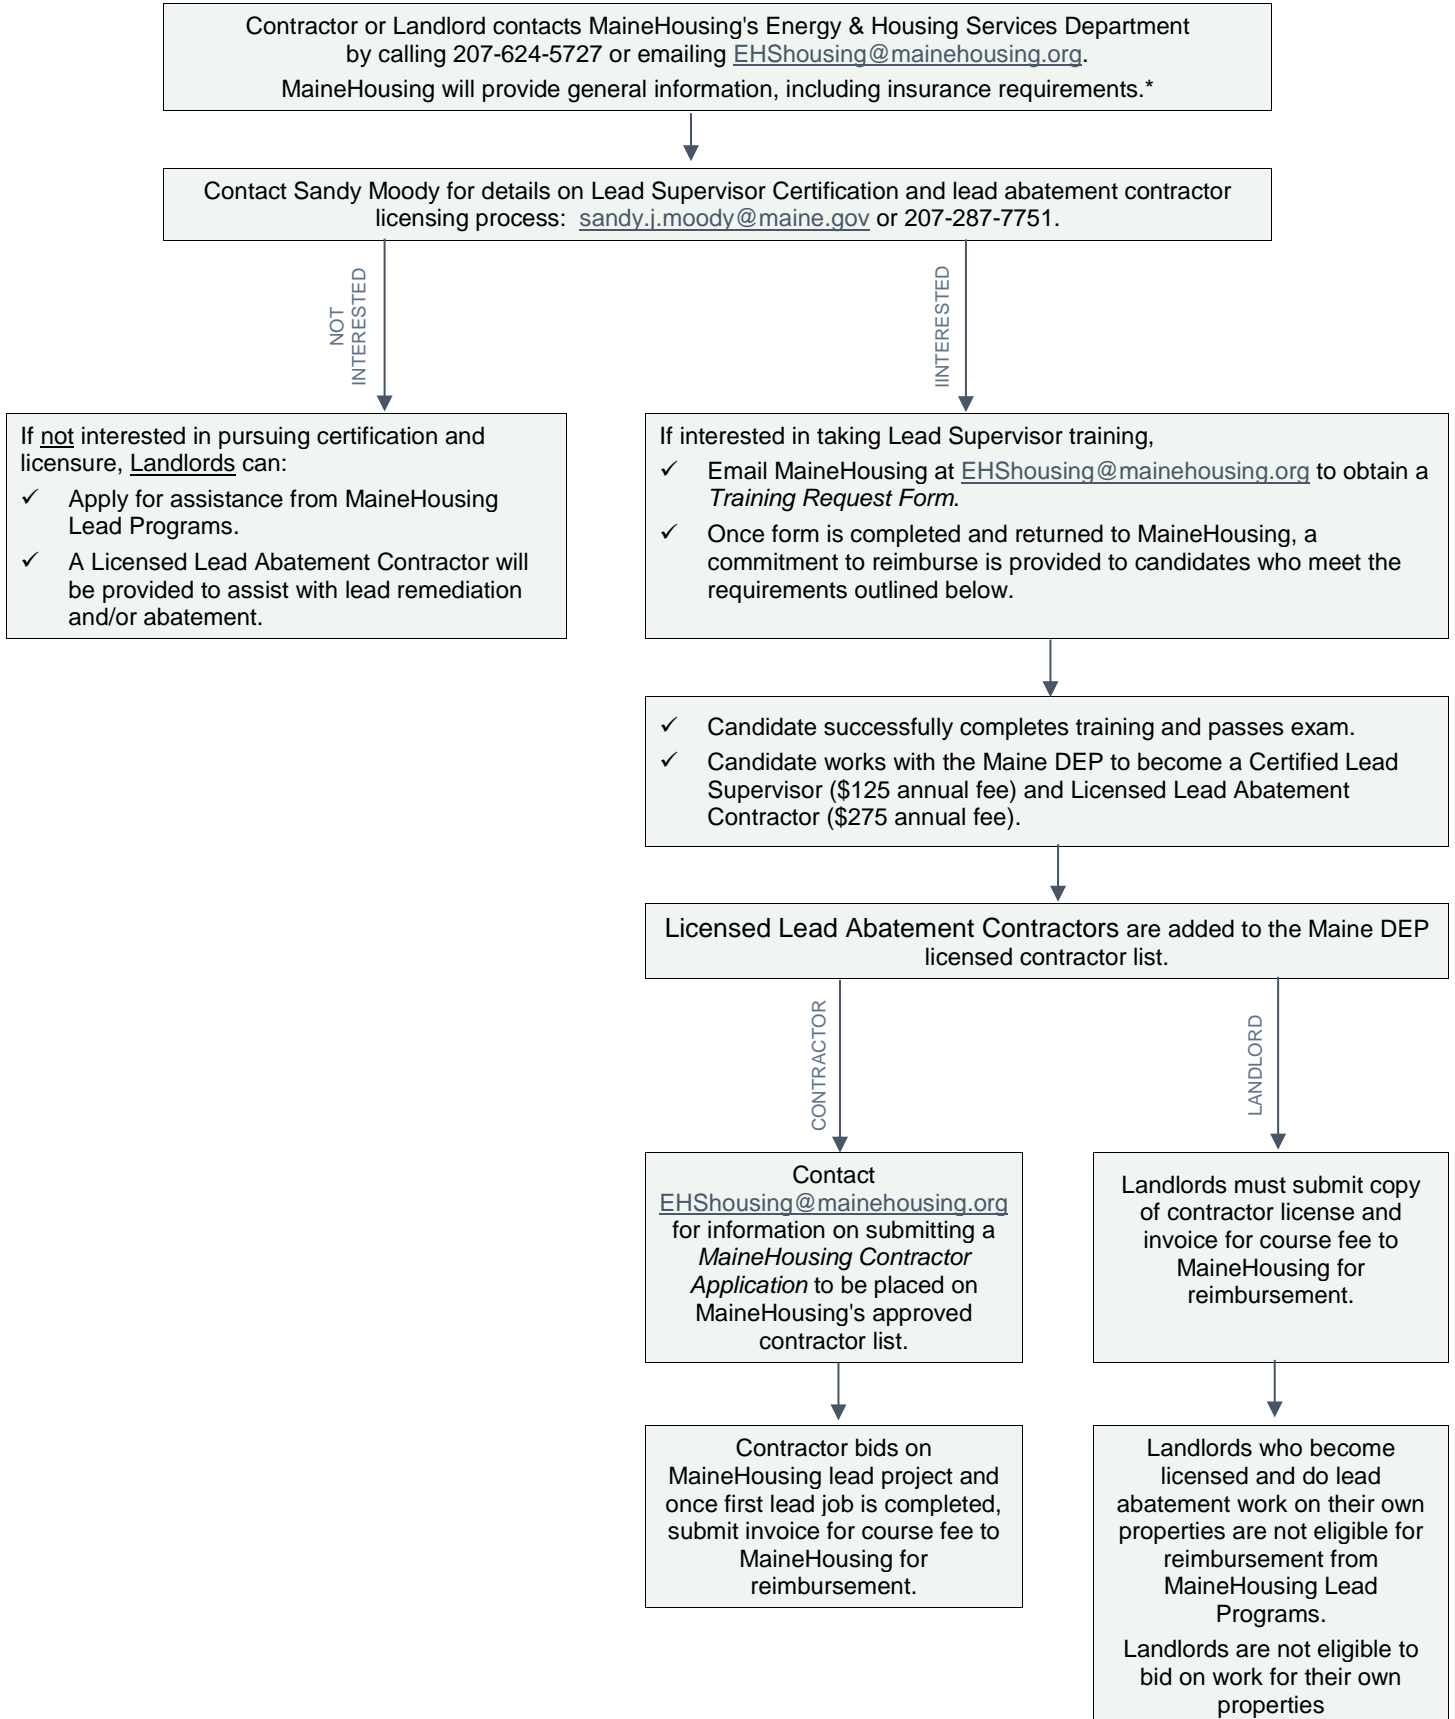 Contractor or Landlord contacts MaineHousing's Energy & Housing Services Department
by calling 207-624-5727 or emailing EHShousing@mainehousing.org.
MaineHousing will provide general information, including insurance requirements.*
Contact Sandy Moody for details on Lead Supervisor Certification and lead abatement contractor
licensing process: sandy.j.moody@maine.gov or 207-287-7751.
NOT
INTERESTED
IINTERESTED
If not interested in pursuing certification and
licensure, Landlords can:
✓ Apply for assistance from MaineHousing
Lead Programs.
✓ A Licensed Lead Abatement Contractor will
be provided to assist with lead remediation
and/or abatement.
If interested in taking Lead Supervisor training,
✓ Email MaineHousing at EHShousing@mainehousing.org to obtain a
Training Request Form.
✓ Once form is completed and returned to MaineHousing, a
commitment to reimburse is provided to candidates who meet the
requirements outlined below.
✓ Candidate successfully completes training and passes exam.
✓ Candidate works with the Maine DEP to become a Certified Lead
Supervisor ($125 annual fee) and Licensed Lead Abatement
Contractor ($275 annual fee).
Licensed Lead Abatement Contractors are added to the Maine DEP
licensed contractor list.
CONTRACTOR
LANDLORD
Contact
EHShousing@mainehousing.org
for information on submitting a
MaineHousing Contractor
Application to be placed on
MaineHousing's approved
contractor list.
Landlords must submit copy
of contractor license and
invoice for course fee to
MaineHousing for
reimbursement.
Contractor bids on
MaineHousing lead project and
once first lead job is completed,
submit invoice for course fee to
MaineHousing for
reimbursement.
Landlords who become
licensed and do lead
abatement work on their own
properties are not eligible for
reimbursement from
MaineHousing Lead
Programs.
Landlords are not eligible to
bid on work for their own
properties